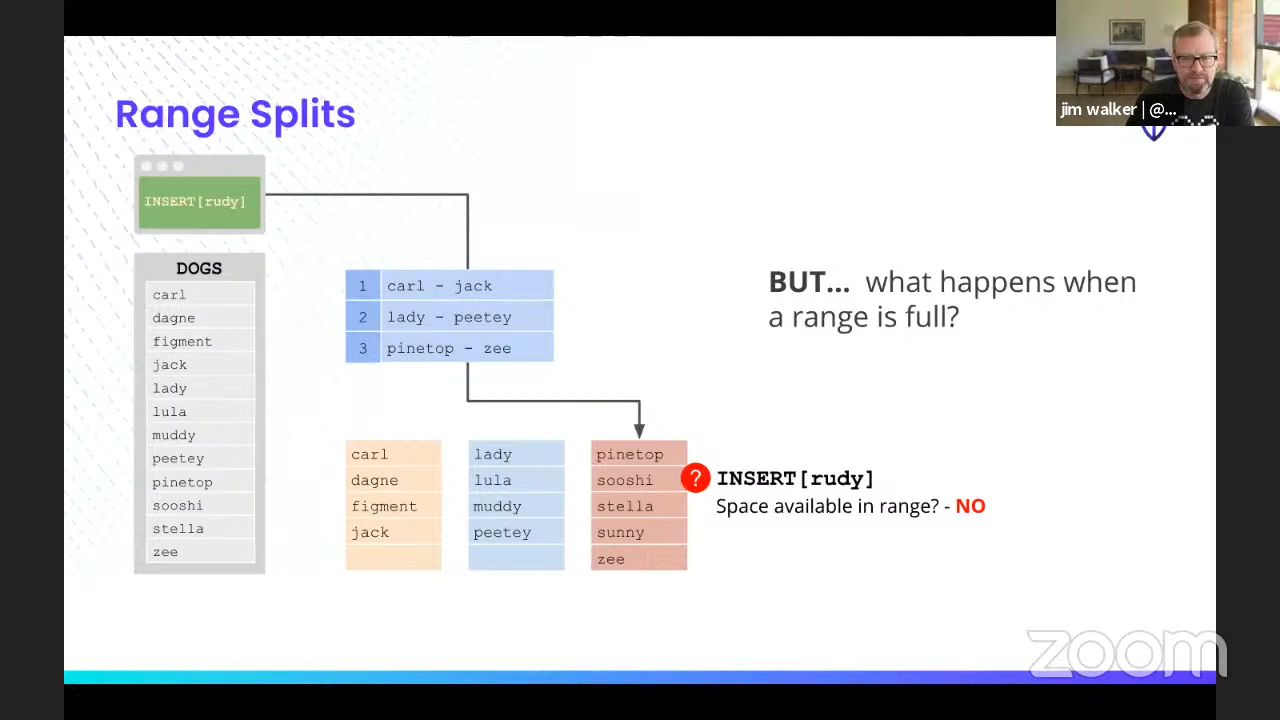 jim walker | @...
Range Splits
INSERT[rudy]
DOGS
carl
dagne
figment
jack
lady
lula
muddy
peetey
pinetop
sooshi
stella
zee
1 carl - jack
2 lady - peetey
3 pinetop - zee
BUT... what happens when
a range is full?
carl
dagne
figment
jack
lady
lula
muddy
peetey
pinetop
sooshi
stella
sunny
zee
?
INSERT[rudy]
Space available in range? - NO
zoom